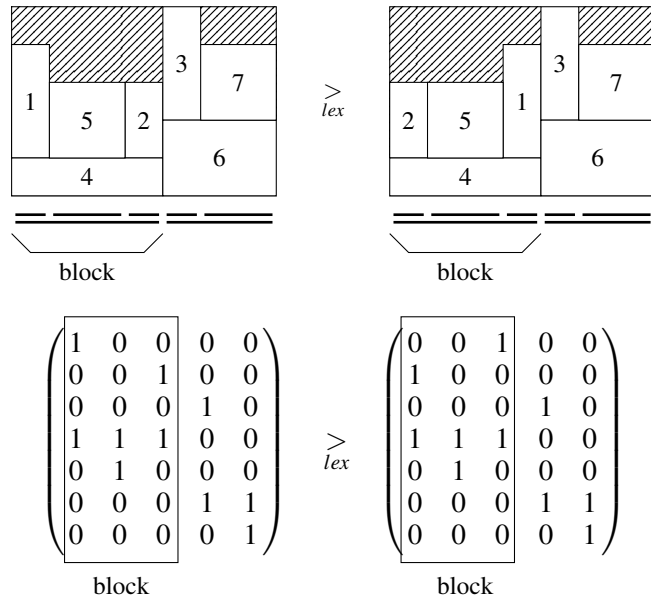 3 3
1 7 > 1 7
5 2 lex 2 5
4 6 4 6
block block
1 0 0 0 0 0 0 1 0 0
0 0 1 0 0 1 0 0 0 0
0 0 0 1 0 0 0 0 1 0
1 1 1 0 0 > 1 1 1 0 0
0 1 0 0 0 lex 0 1 0 0 0
0 0 0 1 1 0 0 0 1 1
0 0 0 0 1 0 0 0 0 1
block block